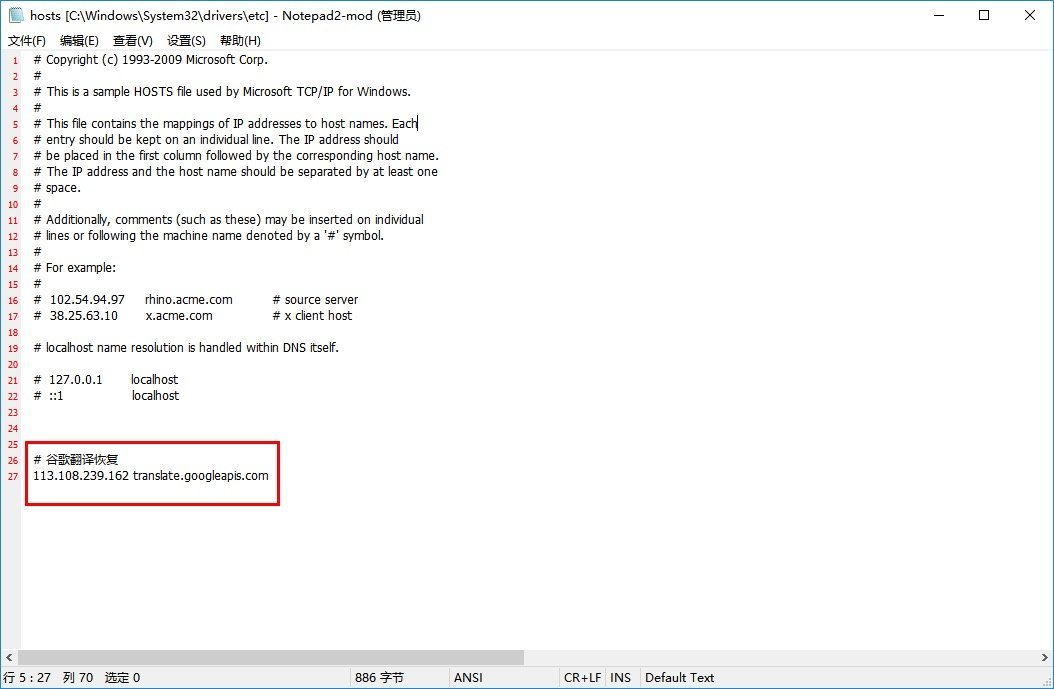 hosts [C:\Windows\System32\drivers\etc] - Notepad2-mod (管理员)
文件(F) 编辑(E) 查看(V) 设置(S) 帮助(H)
1 # Copyright (c) 1993-2009 Microsoft Corp.
2 #
3 # This is a sample HOSTS file used by Microsoft TCP/IP for Windows.
4 #
5 # This file contains the mappings of IP addresses to host names. Each
6 # entry should be kept on an individual line. The IP address should
7 # be placed in the first column followed by the corresponding host name.
8 # The IP address and the host name should be separated by at least one
9 # space.
10 #
11 # Additionally, comments (such as these) may be inserted on individual
12 # lines or following the machine name denoted by a '#' symbol.
13 #
14 # For example:
15 #
16 # 102.54.94.97 rhino.acme.com # source server
17 # 38.25.63.10 x.acme.com # x client host
18
19 # localhost name resolution is handled within DNS itself.
20
21 # 127.0.0.1 localhost
22 # ::1 localhost
23
24
25
26 # 谷歌翻译恢复
27 113.108.239.162 translate.googleapis.com
行 5 : 27 列 70 选定 0 886 字节 ANSI CR+LF INS Default Text